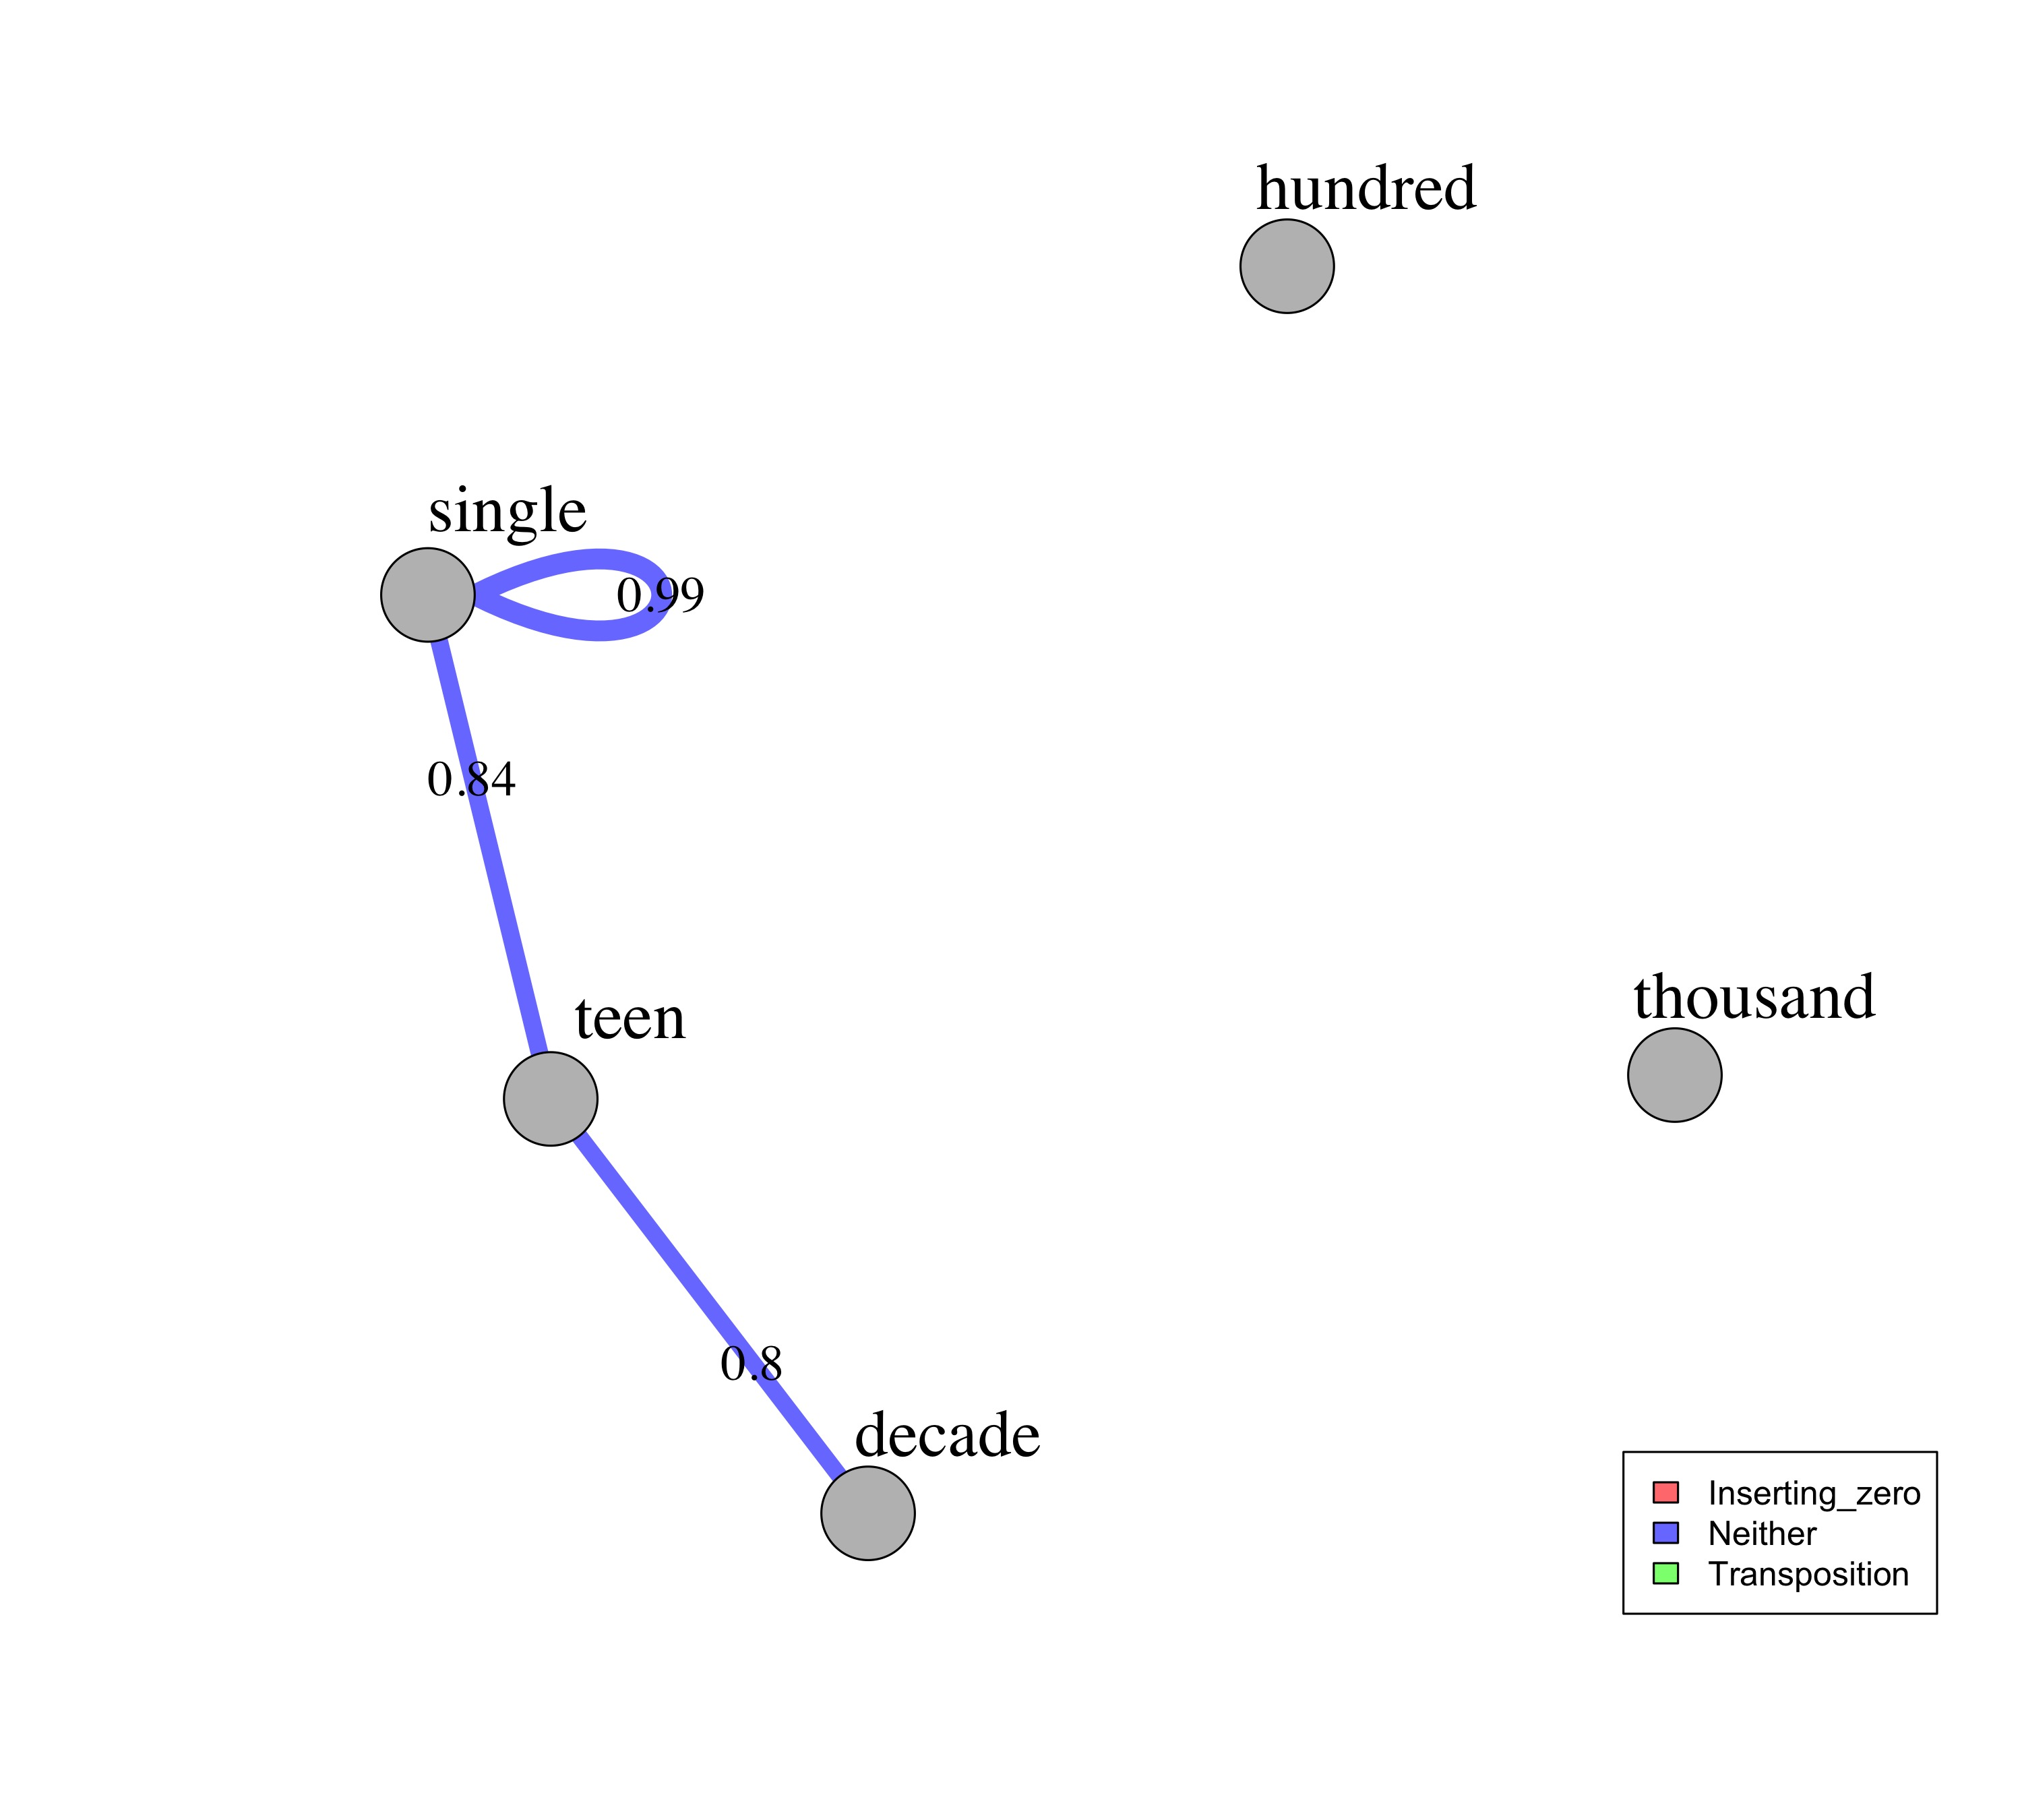 hundred
single
0.99
0.84
thousand
teen
0.8
decade
Inserting_zero
Neither
Transposition